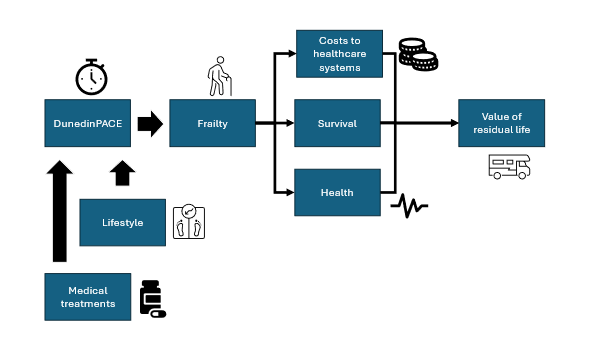 Costs to
healthcare
systems
DunedinPACE
Frailty
Survival
Value of
residual life
Health
Lifestyle
Medical
treatments